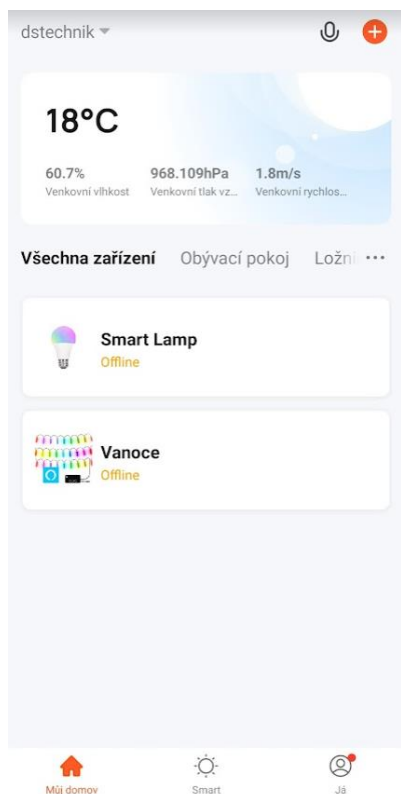 dstechnik
18°C
60.7% 968.109hPa 1.8m/s
Venkovní vlhkost Venkovní tlak vz... Venkovní rychlos...
Všechna zařízení Obývací pokoj Ložni ...
Smart Lamp
Offline
Vanoce
Offline
Můj domov Smart Já